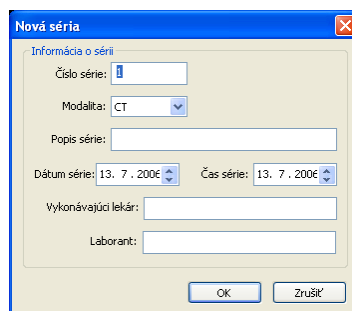 Nová séria
Informácia o sérii
Číslo série: 1
Modalita: CT
Popis série:
Dátum série: 13. 7 . 2006 Čas série: 13. 7 . 2006
Vykonávajúci lekár:
Laborant:
OK Zrušiť